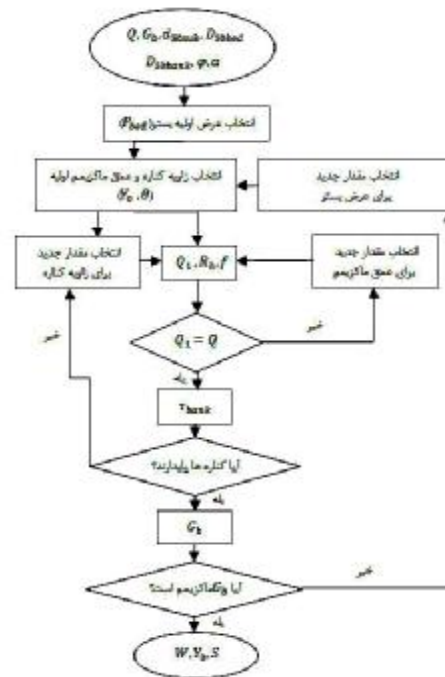 Q, G_b, d_50bank, D_50bed
D_50bank, φ, α
انتخاب عرض اولیه بستر(P_bed)
انتخاب زاویه کناره و عمق ماکزیمم اولیه
(Y_0, θ)
انتخاب مقدار جدید
برای عرض بستر
انتخاب مقدار جدید
برای زاویه کناره
Q_1, R_h, f
انتخاب مقدار جدید
برای عمق ماکزیمم
Q_1 = Q
خیر
خیر
بله
τ_bank
آیا کناره ها پایدارند؟
بله
G_b
آیا ماکزیمم است؟
خیر
بله
W, Y_0, S